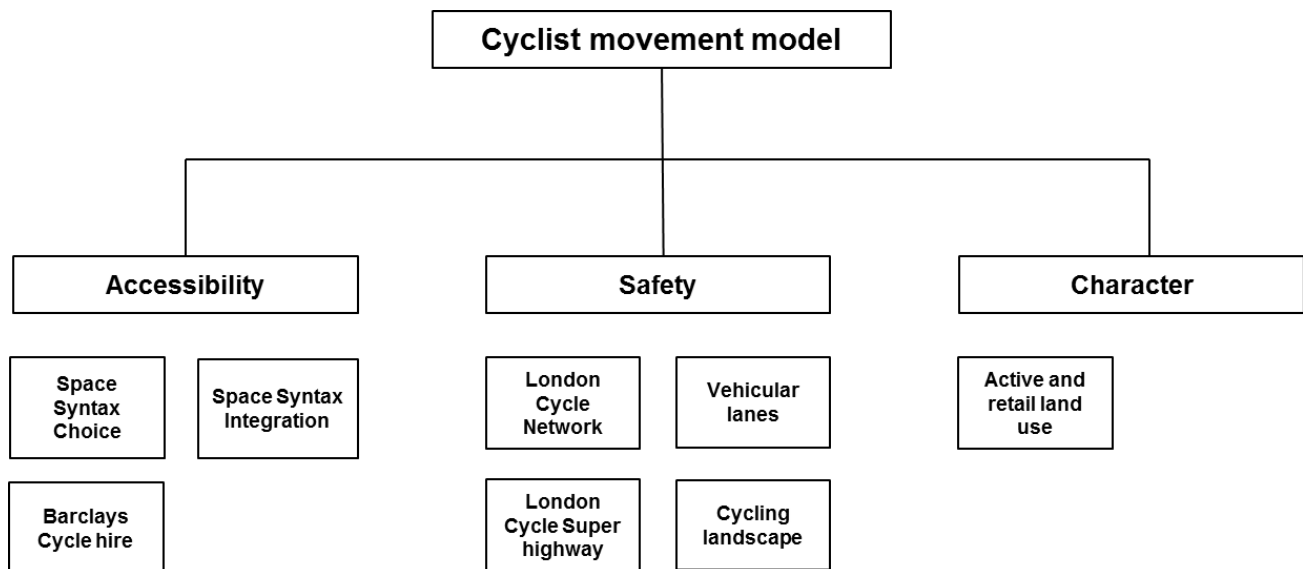 Cyclist movement model
Accessibility
Safety
Character
Space
Syntax
Choice
Space Syntax
Integration
London
Cycle
Network
Vehicular
lanes
Active and
retail land
use
Barclays
Cycle hire
London
Cycle Super
highway
Cycling
landscape